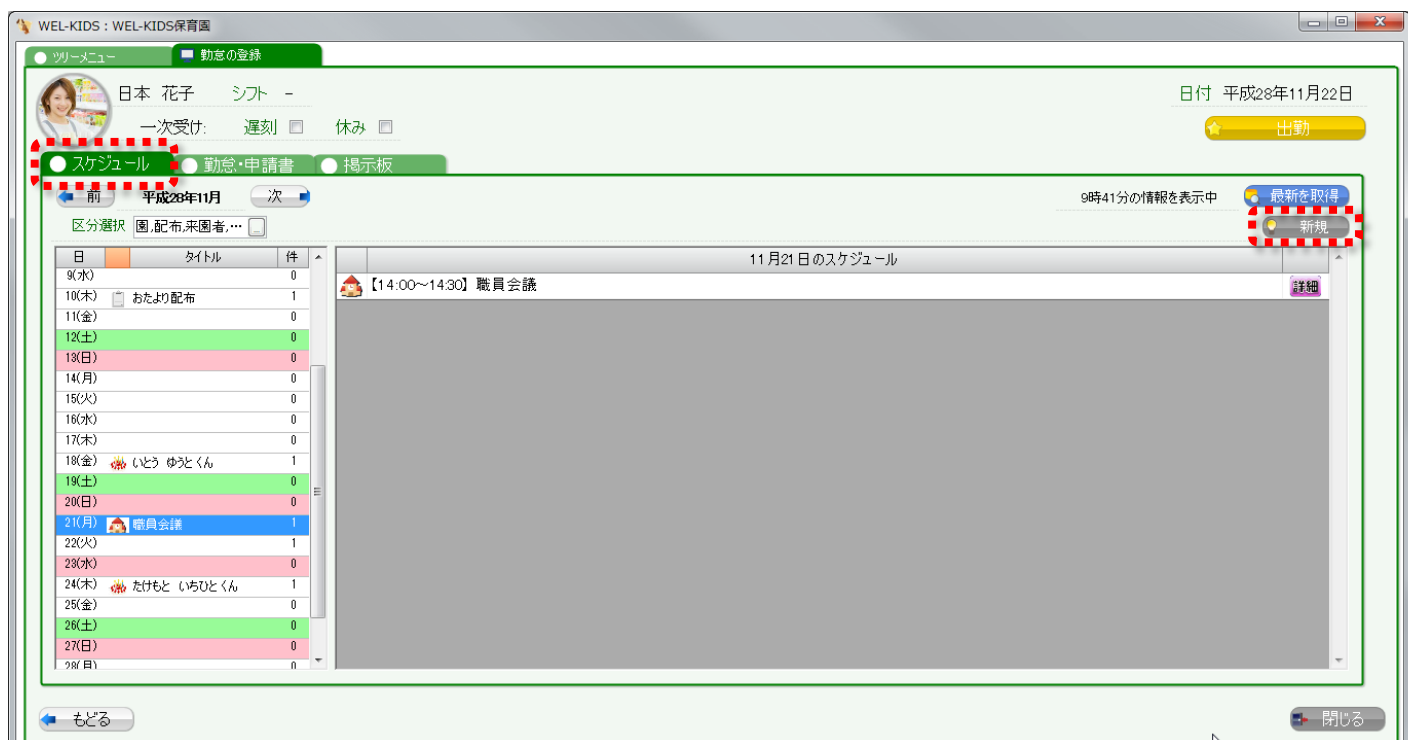 WEL-KIDS：WEL-KIDS保育園
ツリーメニュー 勤怠の登録
日本 花子 シフト － 日付 平成28年11月22日
一次受け: 遅刻 休み 出勤
スケジュール 勤怠・申請書 掲示板
前 平成28年11月 次 9時41分の情報を表示中 最新を取得
区分選択 園,配布,来園者,… 新規
日 タイトル 件 11月21日のスケジュール
9(水) 0
【14:00～14:30】職員会議 詳細
10(木) おたより配布 1
11(金) 0
12(土) 0
13(日) 0
14(月) 0
15(火) 0
16(水) 0
17(木) 0
18(金) いとう ゆうとくん 1
19(土) 0
20(日) 0
21(月) 職員会議 1
22(火) 1
23(水) 0
24(木) たけもと いちひとくん 1
25(金) 0
26(土) 0
27(日) 0
28(月) 0
もどる 閉じる